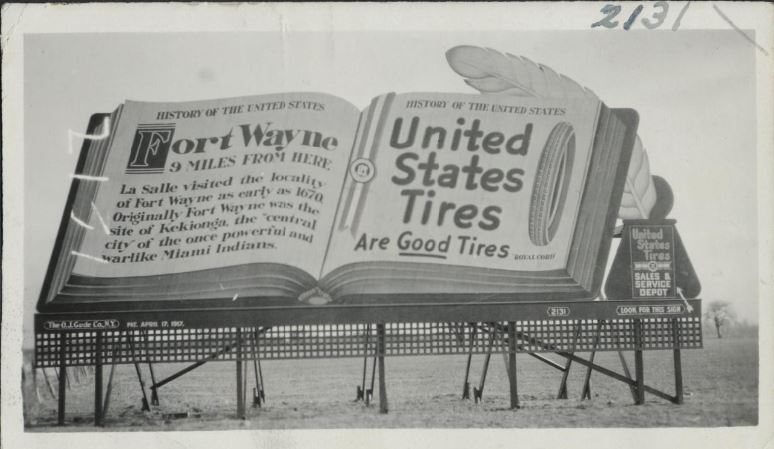 2131
HISTORY OF THE UNITED STATES
Fort Wayne
9 MILES FROM HERE
La Salle visited the locality
of Fort Wayne as early as 1670.
Originally Fort Wayne was the
site of Kekionga, the "central
city of the once powerful and
warlike Miami Indians.
HISTORY OF THE UNITED STATES
United
States
Tires
Are Good Tires
ROYAL CORD
United
States
Tires
SALES &
SERVICE
DEPOT
The O.J. Gude Co., N.Y.
PAT. APRIL 17, 1917.
2131
LOOK FOR THIS SIGN